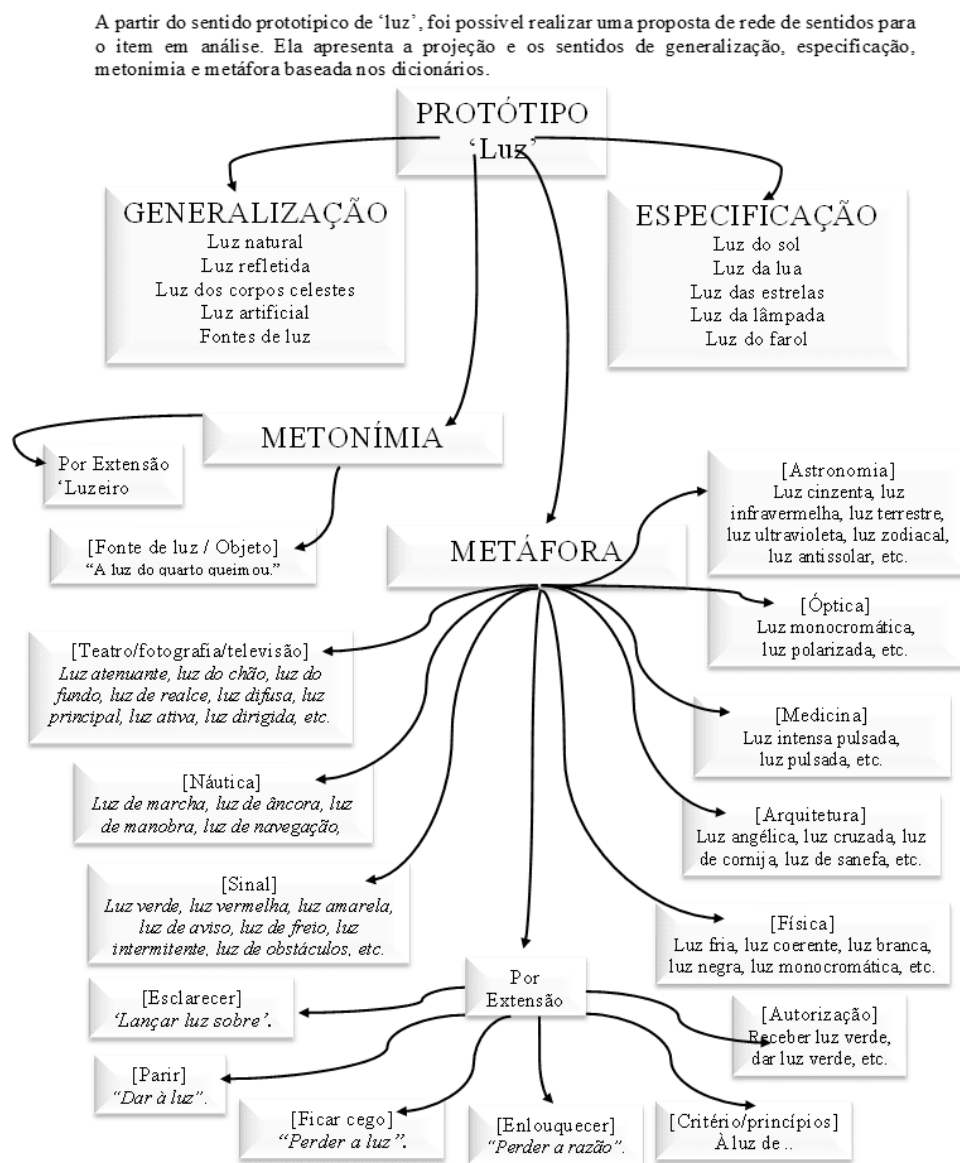 A partir do sentido prototípico de ‘luz’, foi possível realizar uma proposta de rede de sentidos para
o item em análise. Ela apresenta a projeção e os sentidos de generalização, especificação,
metonímia e metáfora baseada nos dicionários.
PROTÓTIPO
‘Luz’
GENERALIZAÇÃO
Luz natural
Luz refletida
Luz dos corpos celestes
Luz artificial
Fontes de luz
ESPECIFICAÇÃO
Luz do sol
Luz da lua
Luz das estrelas
Luz da lâmpada
Luz do farol
METONÍMIA
Por Extensão
‘Luzeiro
[Fonte de luz / Objeto]
“A luz do quarto queimou.”
METÁFORA
[Astronomia]
Luz cinzenta, luz
infravermelha, luz terrestre,
luz ultravioleta, luz zodiacal,
luz antissolar, etc.
[Óptica]
Luz monocromática,
luz polarizada, etc.
[Teatro/fotografia/televisão]
Luz atenuante, luz do chão, luz do
fundo, luz de realce, luz difusa, luz
principal, luz ativa, luz dirigida, etc.
[Medicina]
Luz intensa pulsada,
luz pulsada, etc.
[Náutica]
Luz de marcha, luz de âncora, luz
de manobra, luz de navegação,
[Arquitetura]
Luz angélica, luz cruzada, luz
de cornija, luz de sanefa, etc.
[Sinal]
Luz verde, luz vermelha, luz amarela,
luz de aviso, luz de freio, luz
intermitente, luz de obstáculos, etc.
[Física]
Luz fria, luz coerente, luz branca,
luz negra, luz monocromática, etc.
Por
Extensão
[Esclarecer]
‘Lançar luz sobre’.
[Autorização]
Receber luz verde,
dar luz verde, etc.
[Parir]
“Dar à luz”.
[Ficar cego]
“Perder a luz”.
[Enlouquecer]
“Perder a razão”.
[Critério/princípios]
À luz de ..